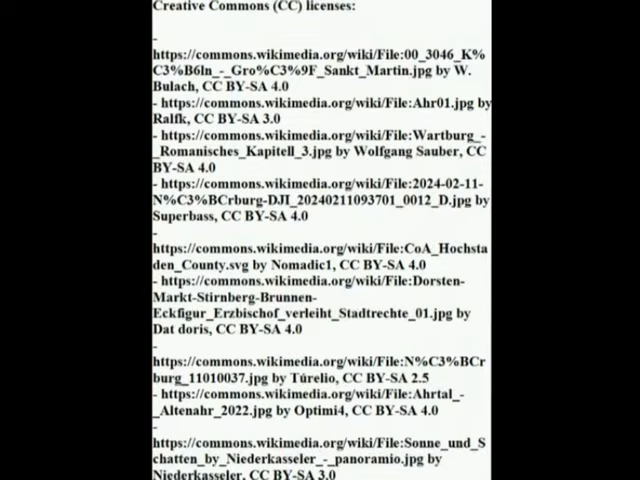 Creative Commons (CC) licenses:
-
https://commons.wikimedia.org/wiki/File:00_3046_K%
C3%B6ln_-_Gro%C3%9F_Sankt_Martin.jpg by W.
Bulach, CC BY-SA 4.0
- https://commons.wikimedia.org/wiki/File:Ahr01.jpg by
Ralfk, CC BY-SA 3.0
- https://commons.wikimedia.org/wiki/File:Wartburg_-
_Romanisches_Kapitell_3.jpg by Wolfgang Sauber, CC
BY-SA 4.0
- https://commons.wikimedia.org/wiki/File:2024-02-11-
N%C3%BCrburg-DJI_20240211093701_0012_D.jpg by
Superbass, CC BY-SA 4.0
-
https://commons.wikimedia.org/wiki/File:CoA_Hochsta
den_County.svg by Nomadic1, CC BY-SA 4.0
- https://commons.wikimedia.org/wiki/File:Dorsten-
Markt-Stirnberg-Brunnen-
Eckfigur_Erzbischof_verleiht_Stadtrechte_01.jpg by
Dat doris, CC BY-SA 4.0
-
https://commons.wikimedia.org/wiki/File:N%C3%BCr
burg_11010037.jpg by Túrelio, CC BY-SA 2.5
- https://commons.wikimedia.org/wiki/File:Ahrtal_-
_Altenahr_2022.jpg by Optimi4, CC BY-SA 4.0
-
https://commons.wikimedia.org/wiki/File:Sonne_und_S
chatten_by_Niederkasseler_-_panoramio.jpg by
Niederkasseler, CC BY-SA 3.0